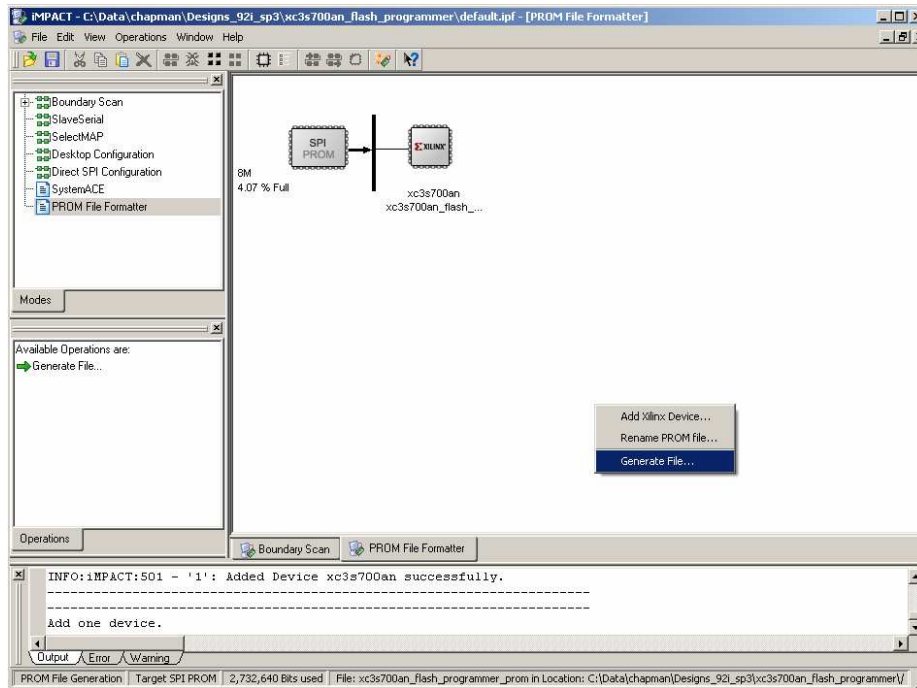 iMPACT - C:\Data\chapman\Designs_92i_sp3\xc3s700an_flash_programmer\default.ipf - [PROM File Formatter]
File Edit View Operations Window Help
Boundary Scan
SlaveSerial
SelectMAP
Desktop Configuration
Direct SPI Configuration
SystemACE
PROM File Formatter
Modes
Available Operations are:
Generate File...
Operations
SPI
PROM
8M
4.07 % Full
XILINX
xc3s700an
xc3s700an_flash_...
Add Xilinx Device...
Rename PROM file...
Generate File...
Boundary Scan
PROM File Formatter
INFO:iMPACT:501 - '1': Added Device xc3s700an successfully.
----------------------------------------------------------------------
----------------------------------------------------------------------
Add one device.
Output Error Warning
PROM File Generation Target SPI PROM 2,732,640 Bits used File: xc3s700an_flash_programmer_prom in Location: C:\Data\chapman\Designs_92i_sp3\xc3s700an_flash_programmer\/